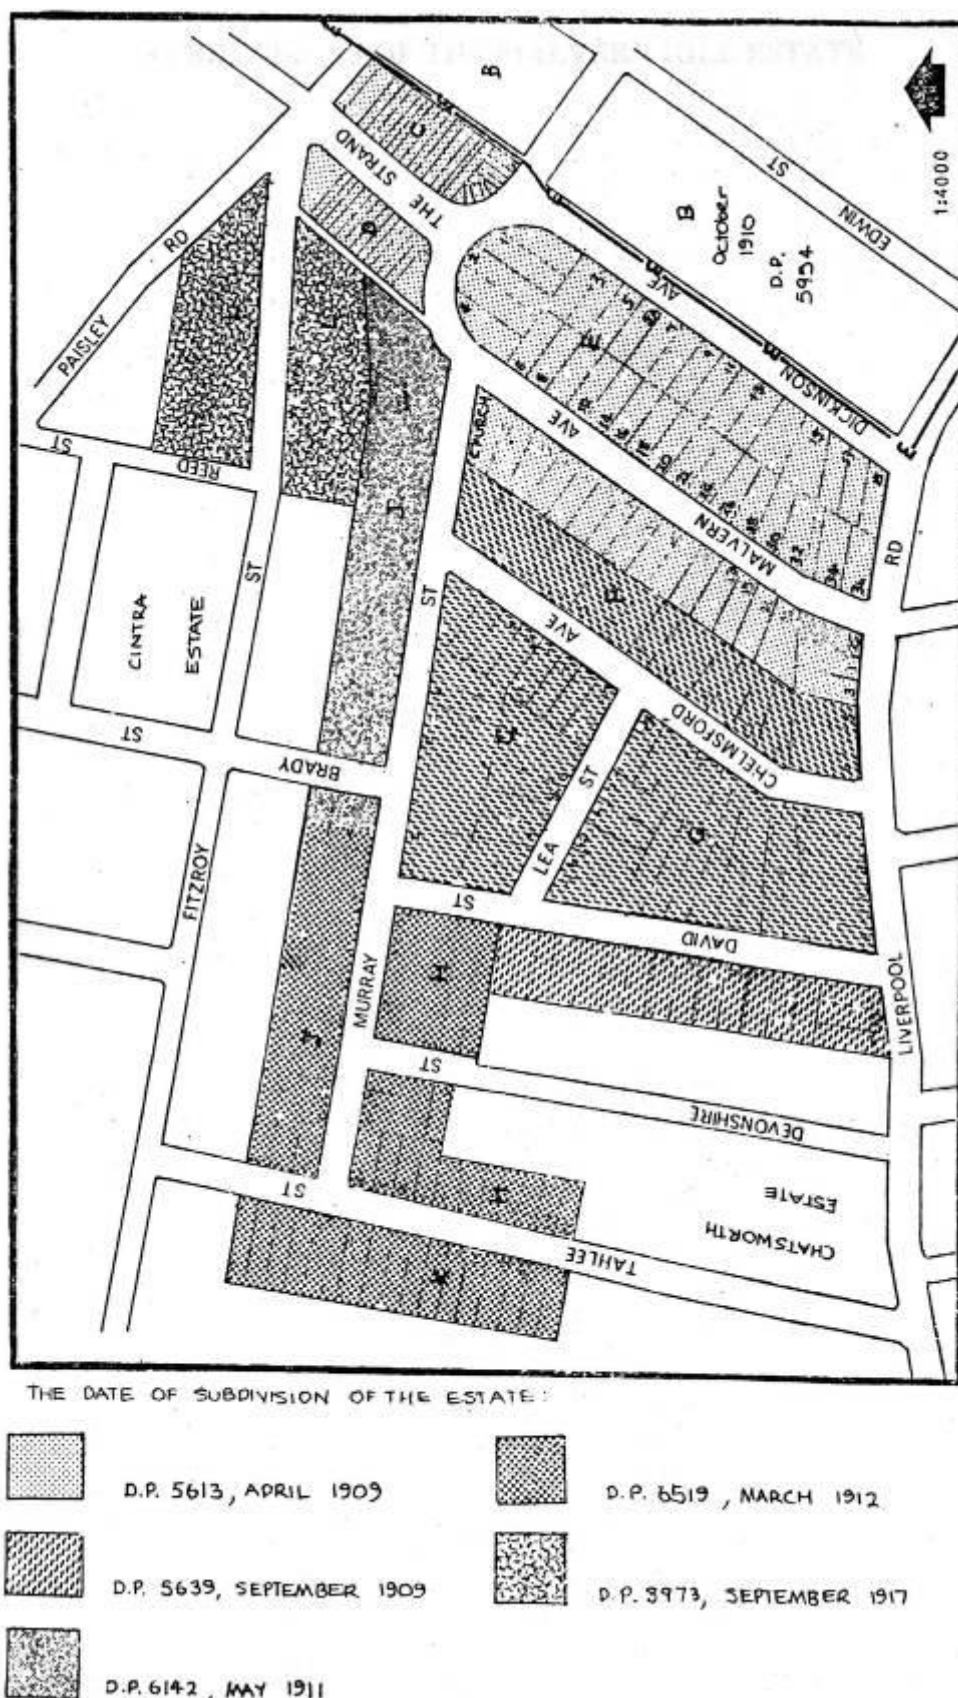 1:4000
B
C
THE STRAND
D
PAISLEY
RD
L
L
B
October
1910
D.P.
5954
EDWIN
ST
DICKINSON
AVE
E
MALVERN
AVE
CHURCH
REED
ST
ST
CINTRA
ESTATE
J
ST
F
AVE
CHELMSFORD
RD
ST
BRADY
G
LEA
ST
G
FITZROY
ST
DAVID
H
MURRAY
J
LIVERPOOL
ST
DEVONSHIRE
ST
H
CHATSWORTH
ESTATE
K
TAHLEE
THE DATE OF SUBDIVISION OF THE ESTATE:
D.P. 5613, APRIL 1909
D.P. 6519, MARCH 1912
D.P. 5639, SEPTEMBER 1909
D.P. 3973, SEPTEMBER 1917
D.P. 6142, MAY 1911